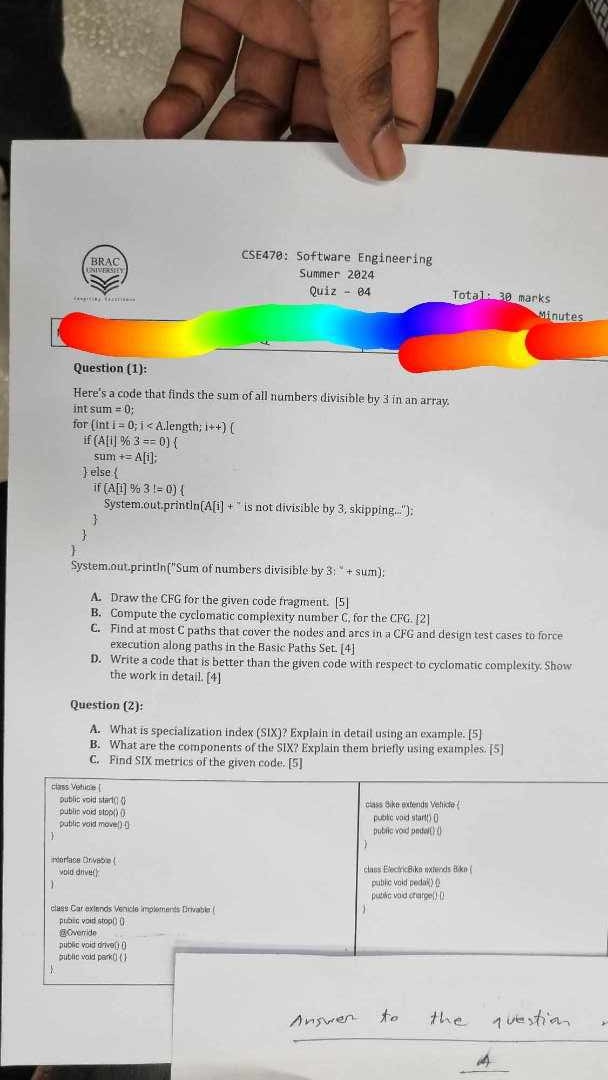 BRAC
UNIVERSITY
Inspiring Excellence
CSE470: Software Engineering
Summer 2024
Quiz - 04
Total: 30 marks
Minutes
Question (1):
Here's a code that finds the sum of all numbers divisible by 3 in an array.
int sum = 0;
for (int i = 0; i < A.length; i++) {
if (A[i] % 3 == 0) {
sum += A[i];
} else {
if (A[i] % 3 != 0) {
System.out.println(A[i] + " is not divisible by 3, skipping...");
}
}
}
System.out.println("Sum of numbers divisible by 3: " + sum);
A. Draw the CFG for the given code fragment. [5]
B. Compute the cyclomatic complexity number C, for the CFG. [2]
C. Find at most C paths that cover the nodes and arcs in a CFG and design test cases to force
execution along paths in the Basic Paths Set. [4]
D. Write a code that is better than the given code with respect to cyclomatic complexity. Show
the work in detail. [4]
Question (2):
A. What is specialization index (SIX)? Explain in detail using an example. [5]
B. What are the components of the SIX? Explain them briefly using examples. [5]
C. Find SIX metrics of the given code. [5]
class Vehicle {
public void start() {}
public void stop() {}
public void move() {}
}
interface Drivable {
void drive();
}
class Car extends Vehicle implements Drivable {
public void stop() {}
@Override
public void drive() {}
public void park() { }
}
class Bike extends Vehicle {
public void start() {}
public void pedal() {}
}
class ElectricBike extends Bike {
public void pedal() {}
public void charge() {}
}
Answer to the question
A